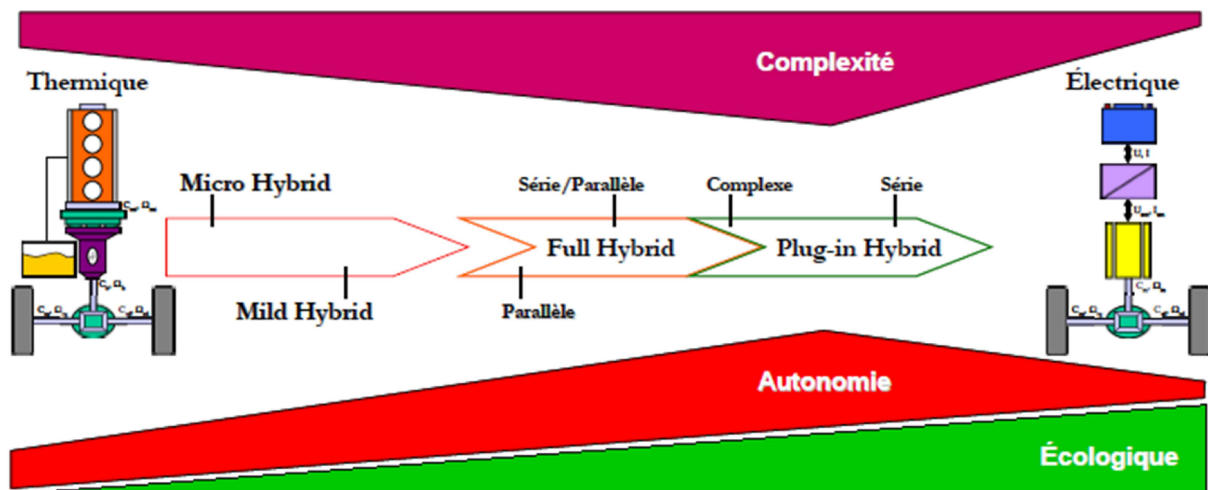 Complexité
Thermique
Électrique
U, I
Micro Hybrid
Série/Parallèle
Complexe
Série
Full Hybrid
Plug-in Hybrid
Mild Hybrid
Parallèle
Autonomie
Écologique